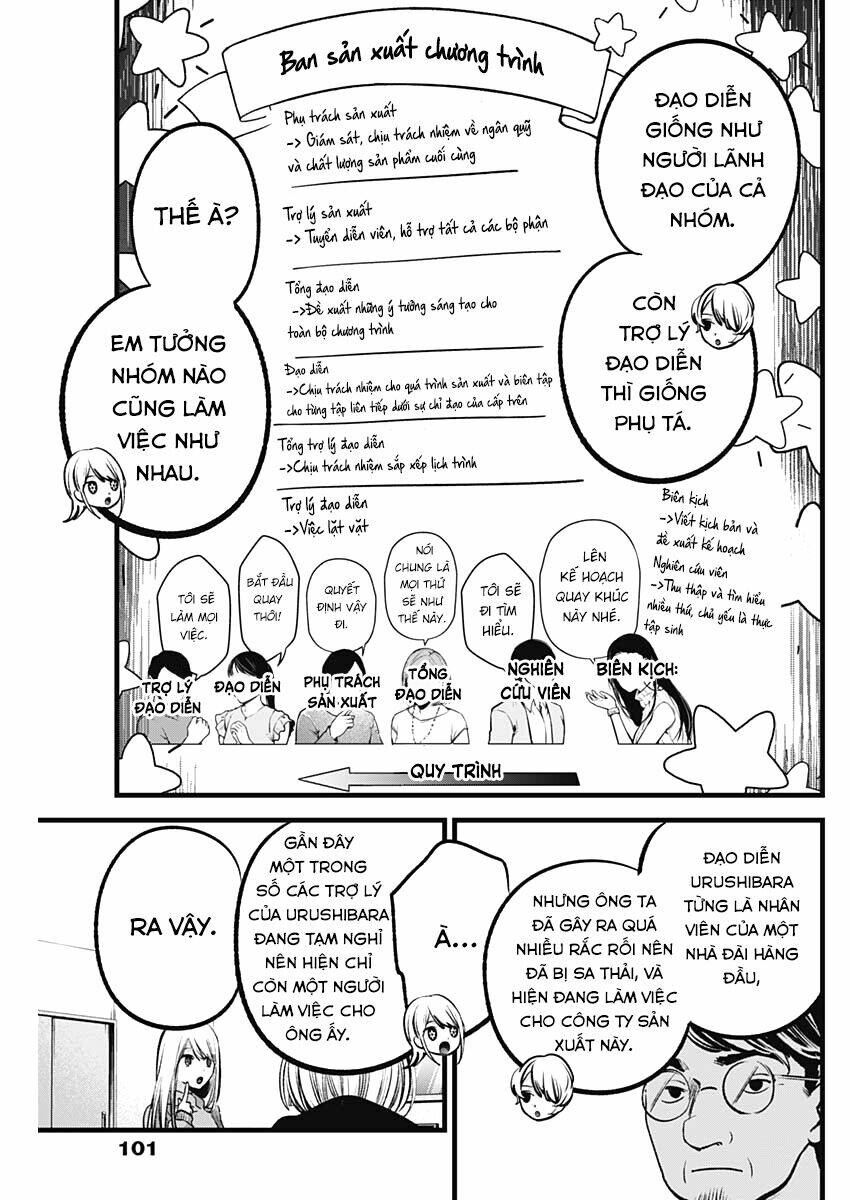 Ban sản xuất chương trình
ĐẠO DIỄN
GIỐNG NHƯ
NGƯỜI LÃNH
ĐẠO CỦA CẢ
NHÓM.
CÒN
TRỢ LÝ
ĐẠO DIỄN
THÌ GIỐNG
PHỤ TÁ.
Phụ trách sản xuất
-> Giám sát, chịu trách nhiệm về ngân quỹ
và chất lượng sản phẩm cuối cùng
Trợ lý sản xuất
-> Tuyển diễn viên, hỗ trợ tất cả các bộ phận
Tổng đạo diễn
->Đề xuất những ý tưởng sáng tạo cho
toàn bộ chương trình
Đạo diễn
->Chịu trách nhiệm cho quá trình sản xuất và biên tập
cho từng tập liên tiếp dưới sự chỉ đạo của cấp trên
Tổng trợ lý đạo diễn
->Chịu trách nhiệm sắp xếp lịch trình
Trợ lý đạo diễn
->Việc lặt vặt
Biên kịch
->Viết kịch bản và
đề xuất kế hoạch
Nghiên cứu viên
-> Thu thập và tìm hiểu
nhiều thứ, chủ yếu là thực
tập sinh
THẾ À?
EM TƯỞNG
NHÓM NÀO
CŨNG LÀM
VIỆC NHƯ
NHAU.
LÊN
KẾ HOẠCH
QUAY KHÚC
NÀY NHÉ.
TÔI SẼ
ĐI TÌM
HIỂU.
NÓI
CHUNG LÀ
MỌI THỨ
SẼ NHƯ
THẾ NÀY.
QUYẾT
ĐỊNH VẬY
ĐI.
BẮT ĐẦU
QUAY
THÔI!
TÔI SẼ
LÀM MỌI
VIỆC.
BIÊN KỊCH:
NGHIÊN
CỨU VIÊN
TỔNG
ĐẠO DIỄN
PHỤ TRÁCH
SẢN XUẤT
ĐẠO DIỄN
TRỢ LÝ
ĐẠO DIỄN
QUY TRÌNH
ĐẠO DIỄN
URUSHIBARA
TỪNG LÀ NHÂN
VIÊN CỦA MỘT
NHÀ ĐÀI HÀNG
ĐẦU,
NHƯNG ÔNG TA
ĐÃ GÂY RA QUÁ
NHIỀU RẮC RỐI NÊN
ĐÃ BỊ SA THẢI, VÀ
HIỆN ĐANG LÀM VIỆC
CHO CÔNG TY SẢN
XUẤT NÀY.
À...
GẦN ĐÂY
MỘT TRONG
SỐ CÁC TRỢ LÝ
CỦA URUSHIBARA
ĐANG TẠM NGHỈ
NÊN HIỆN CHỈ
CÒN MỘT NGƯỜI
LÀM VIỆC CHO
ÔNG ẤY.
RA VẬY.
101